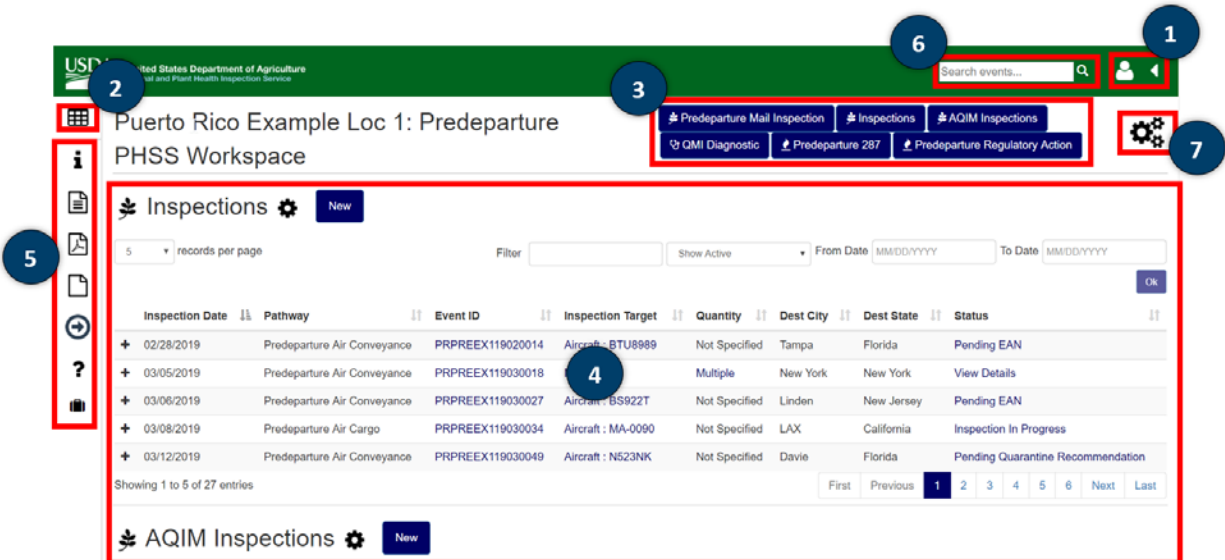 6
1
USD
ited States Department of Agriculture
al and Plant Health Inspection Service
Search events...
2
3
Puerto Rico Example Loc 1: Predeparture
PHSS Workspace
Predeparture Mail Inspection
Inspections
AQIM Inspections
QMI Diagnostic
Predeparture 287
Predeparture Regulatory Action
7
Inspections New
5
5 records per page Filter Show Active From Date MM/DD/YYYY To Date MM/DD/YYYY
Ok
Inspection Date Pathway Event ID Inspection Target Quantity Dest City Dest State Status
+ 02/28/2019 Predeparture Air Conveyance PRPREEX119020014 Aircraft : BTU8989 Not Specified Tampa Florida Pending EAN
+ 03/05/2019 Predeparture Air Conveyance PRPREEX119030018 4 Multiple New York New York View Details
+ 03/06/2019 Predeparture Air Conveyance PRPREEX119030027 Aircraft : BS922T Not Specified Linden New Jersey Pending EAN
+ 03/08/2019 Predeparture Air Cargo PRPREEX119030034 Aircraft : MA-0090 Not Specified LAX California Inspection In Progress
+ 03/12/2019 Predeparture Air Conveyance PRPREEX119030049 Aircraft : N523NK Not Specified Davie Florida Pending Quarantine Recommendation
Showing 1 to 5 of 27 entries First Previous 1 2 3 4 5 6 Next Last
AQIM Inspections New